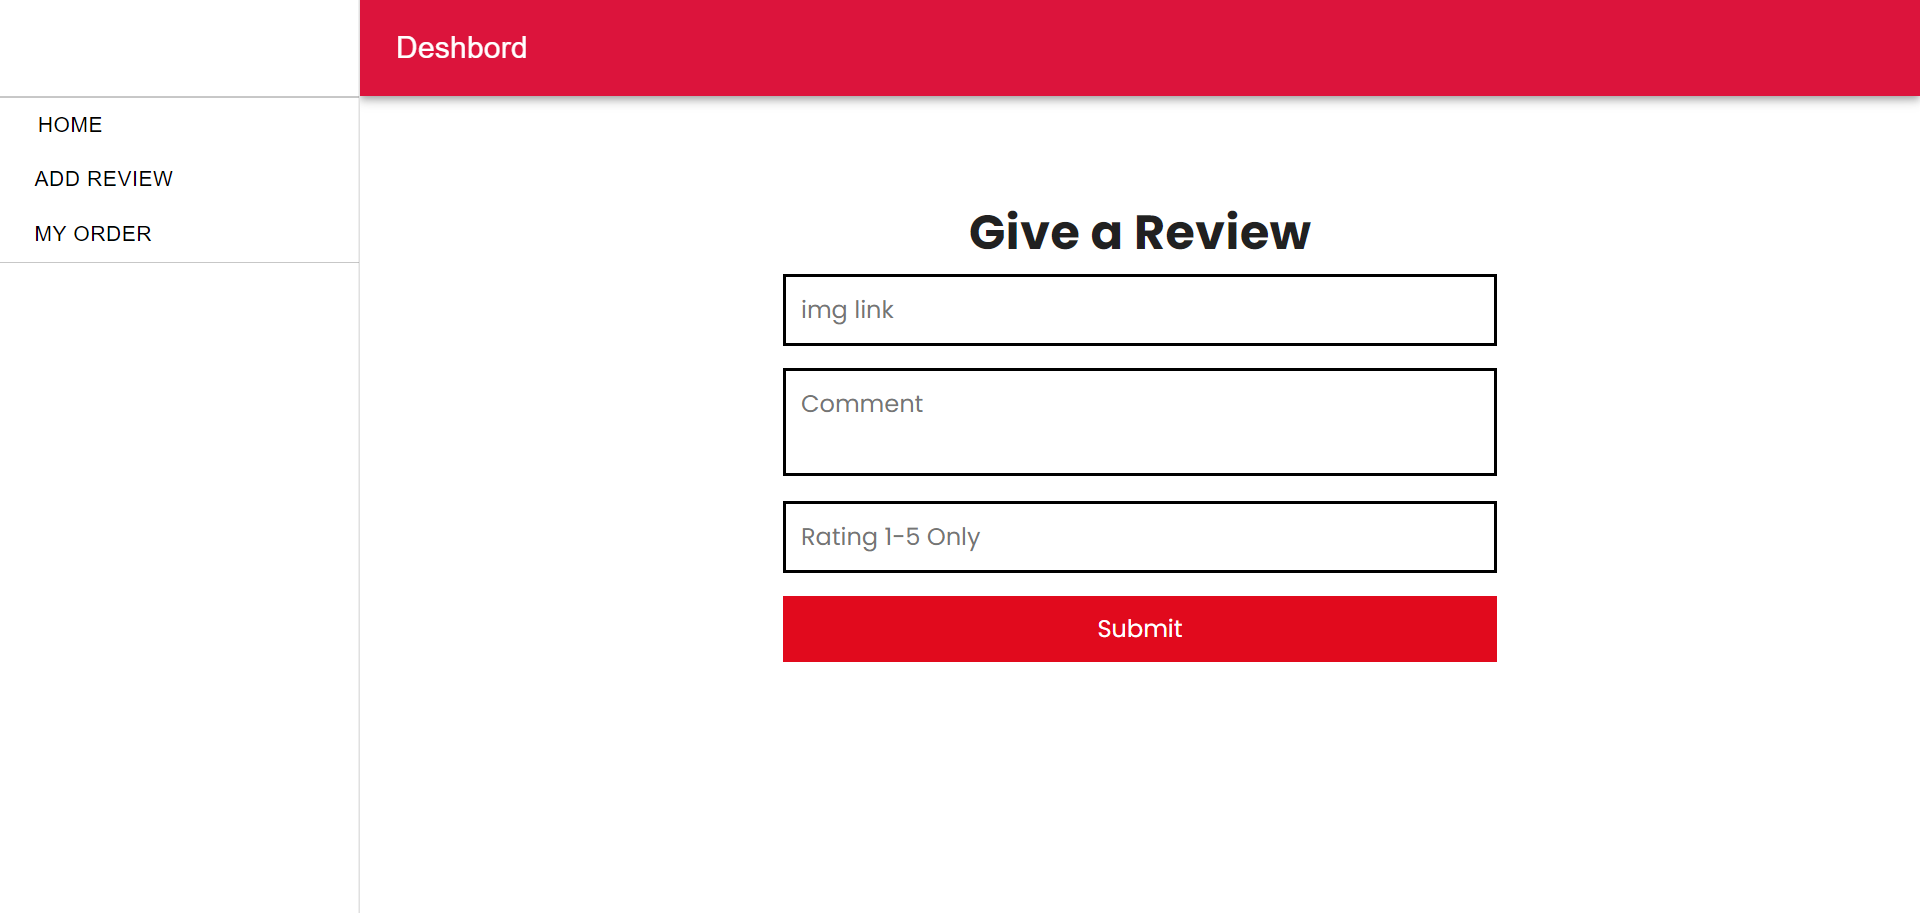 Deshbord
HOME
ADD REVIEW
MY ORDER
Give a Review
img link
Comment
Rating 1-5 Only
Submit